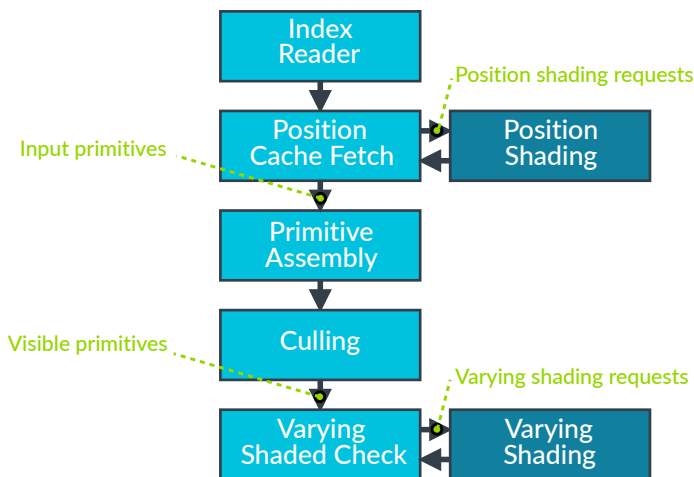 Index
Reader
Position shading requests
Position
Cache Fetch
Position
Shading
Input primitives
Primitive
Assembly
Culling
Visible primitives
Varying shading requests
Varying
Shaded Check
Varying
Shading